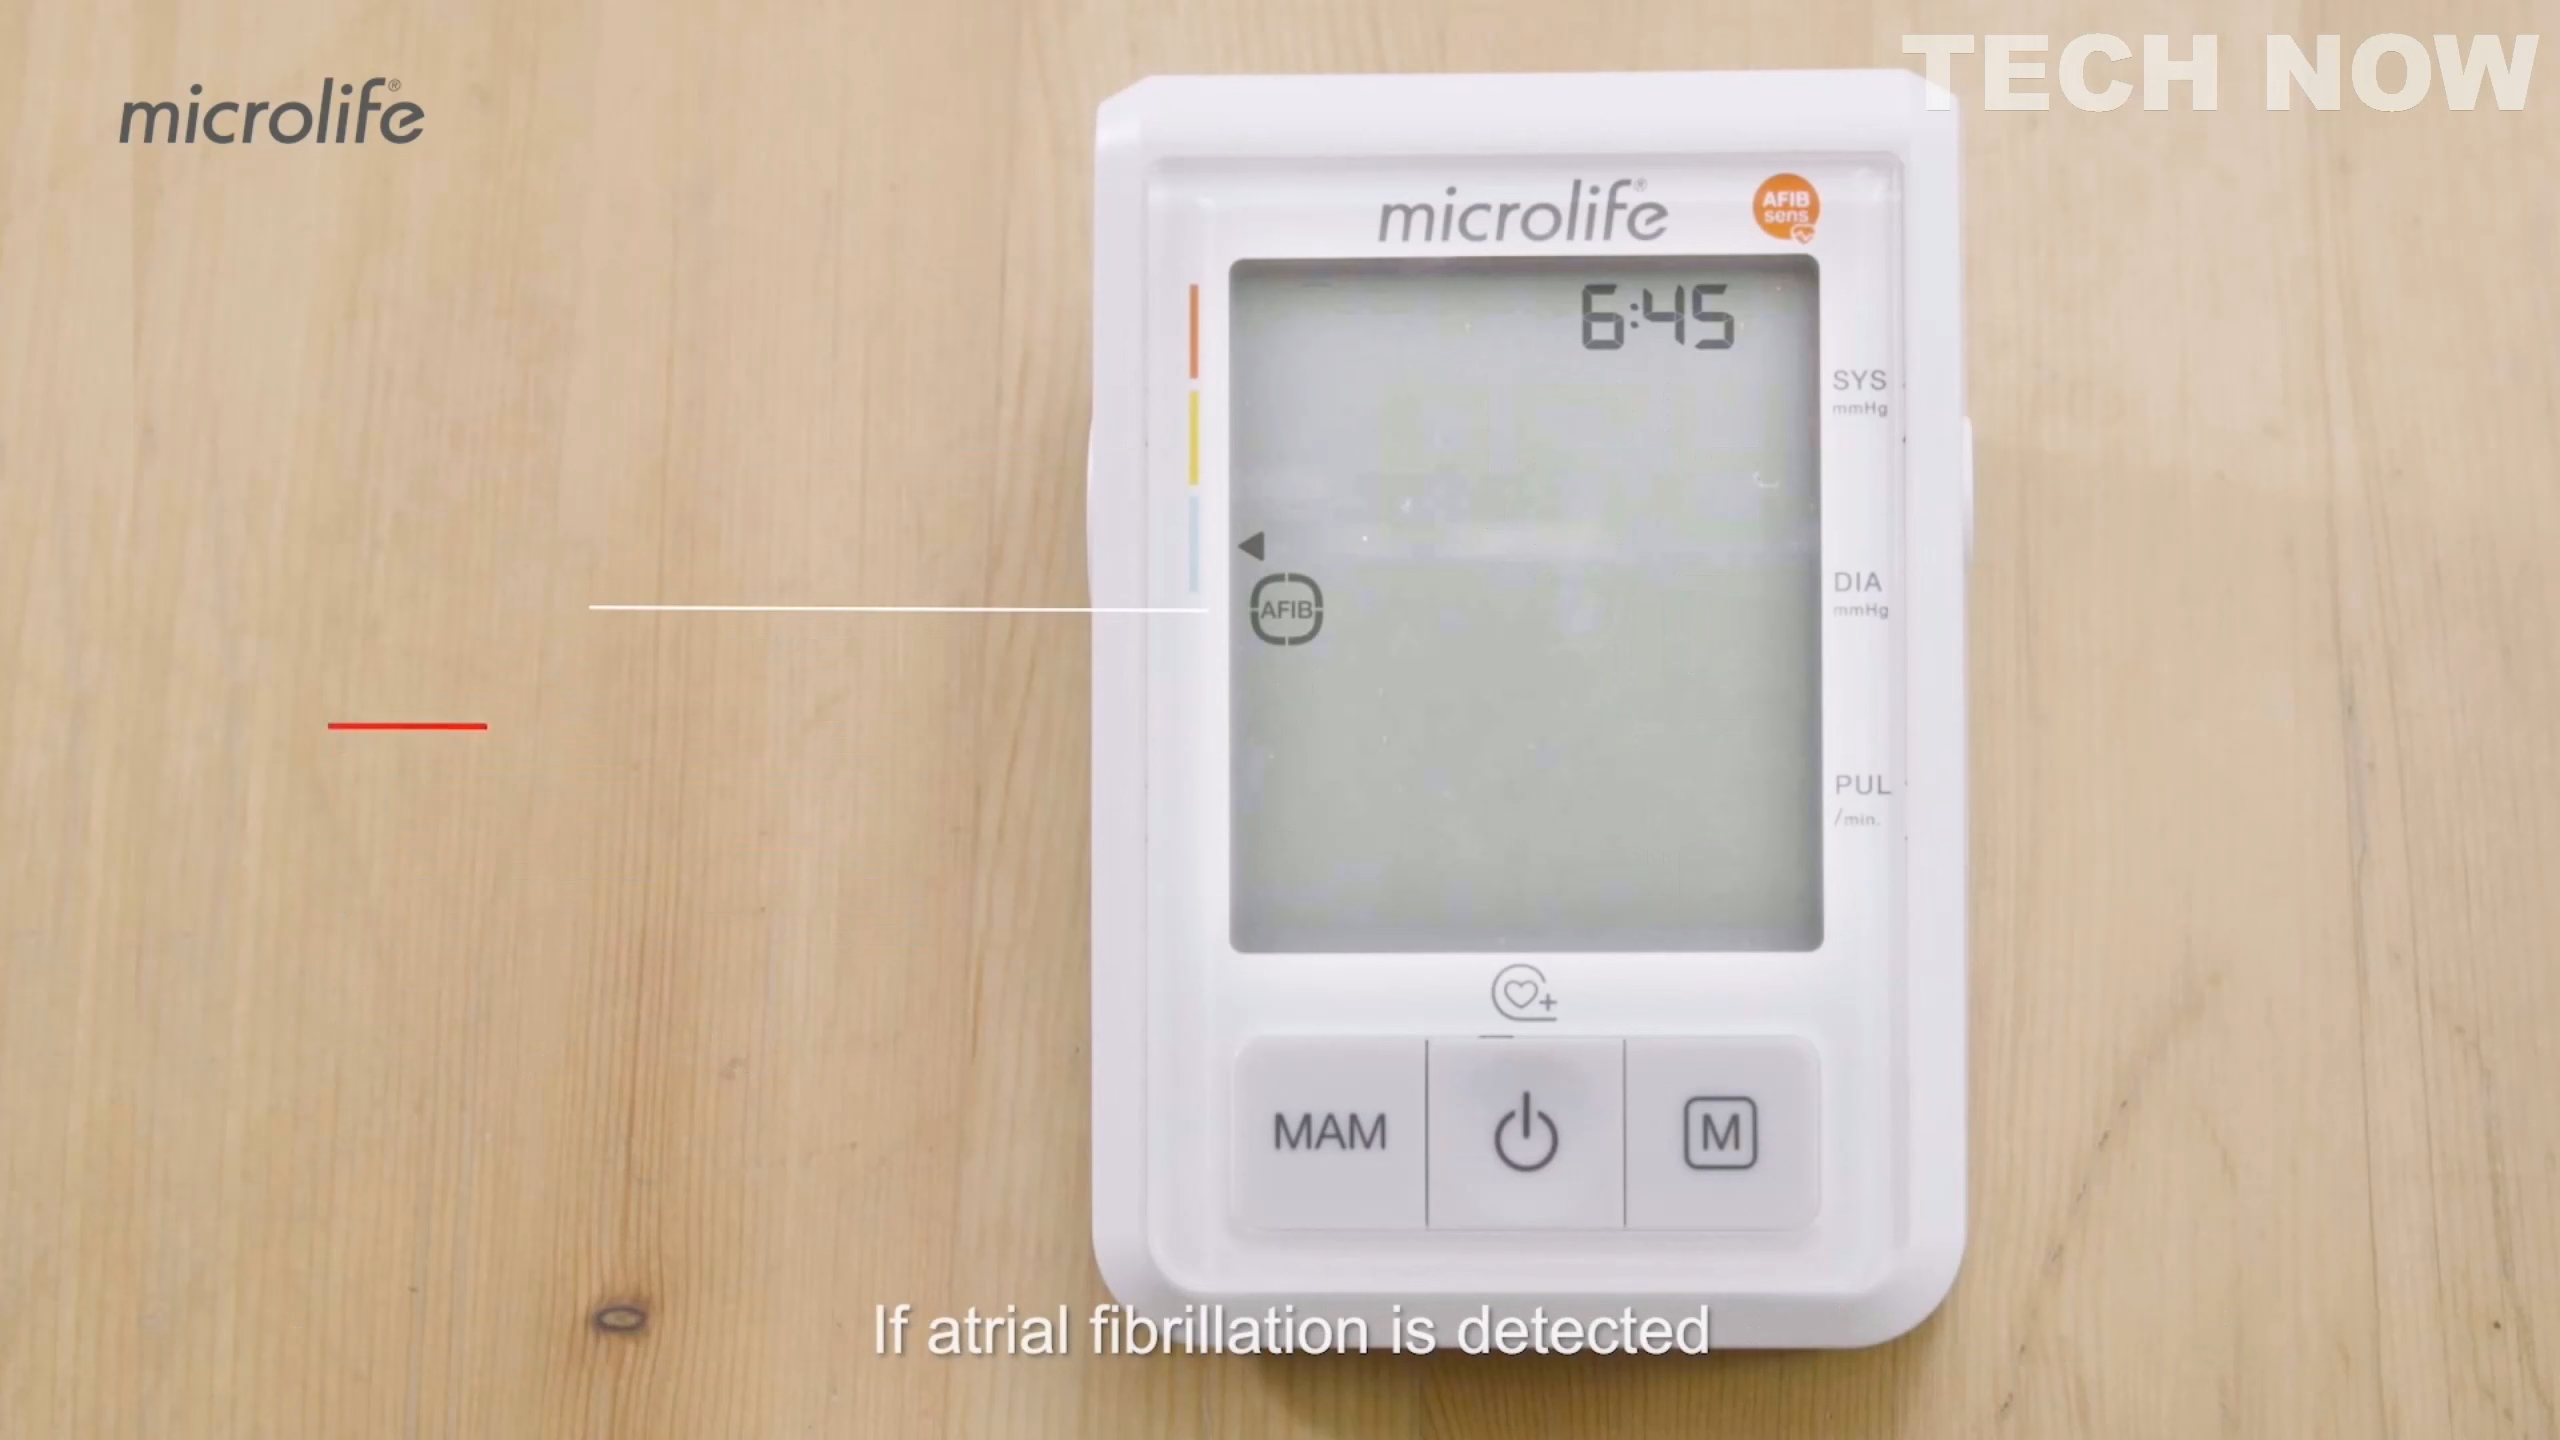 TECH NOW
microlife®
microlife®
AFIB
sens
6:45
SYS
mmHg
AFIB
DIA
mmHg
PUL
/min.
MAM
M
If atrial fibrillation is detected